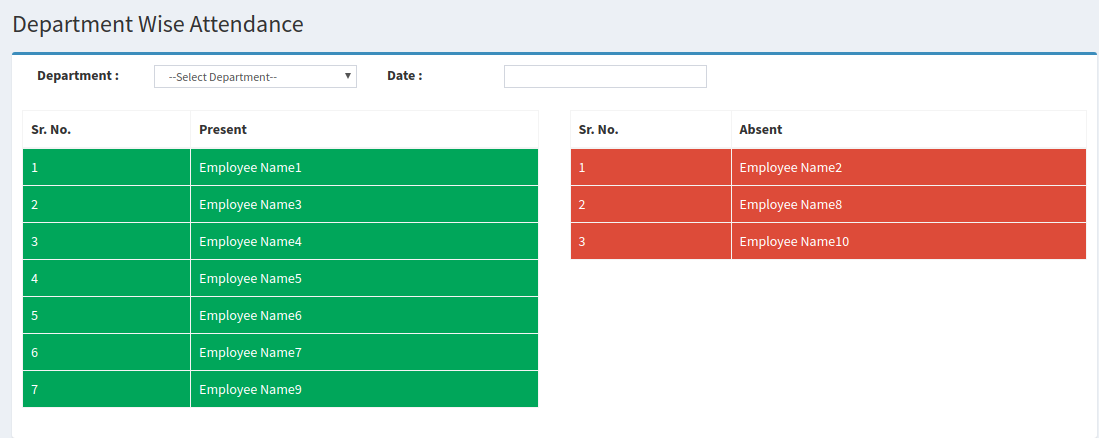 Department Wise Attendance
Department : --Select Department-- Date :
Sr. No. Present
1 Employee Name1
2 Employee Name3
3 Employee Name4
4 Employee Name5
5 Employee Name6
6 Employee Name7
7 Employee Name9
Sr. No. Absent
1 Employee Name2
2 Employee Name8
3 Employee Name10